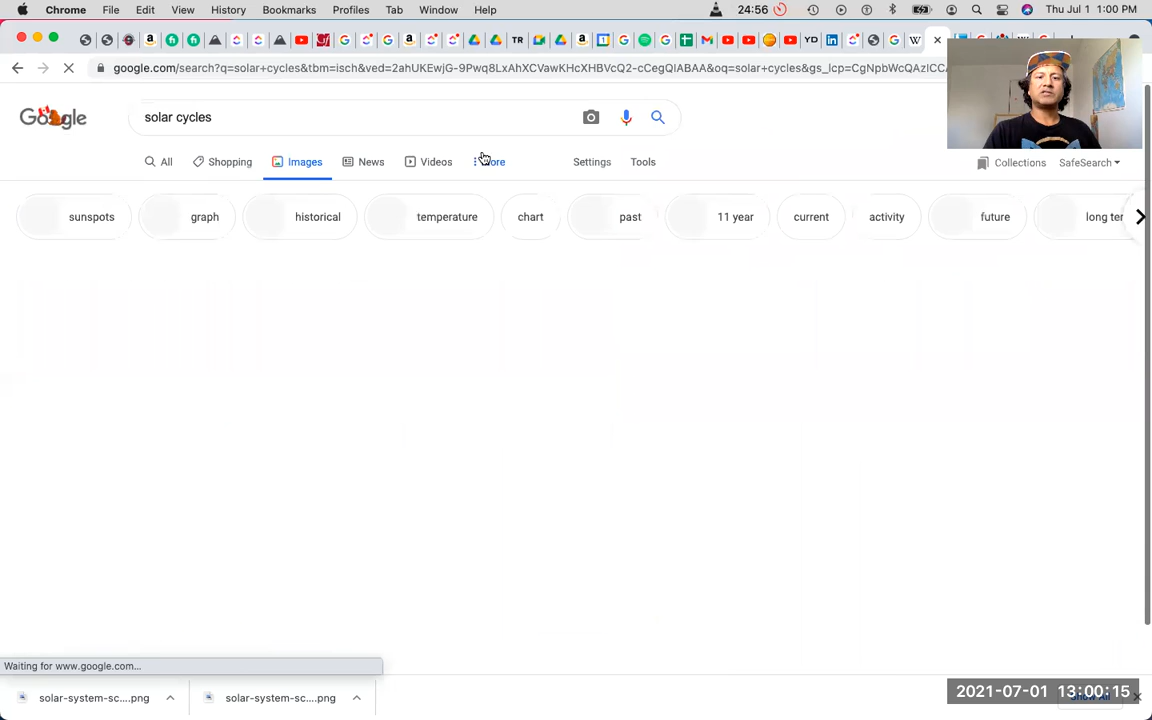 Chrome File Edit View History Bookmarks Profiles Tab Window Help 24:56 Thu Jul 1 1:00 PM
TR YD W
google.com/search?q=solar+cycles&tbm=isch&ved=2ahUKEwjG-9Pwq8LxAhXCVawKHcXHBVcQ2-cCegQIABAA&oq=solar+cycles&gs_lcp=CgNpbWcQAzICCA
solar cycles
All Shopping Images News Videos Settings Tools Collections SafeSearch
sunspots graph historical temperature chart past 11 year current activity future long ter
Waiting for www.google.com...
solar-system-sc....png solar-system-sc....png
2021-07-01 13:00:15